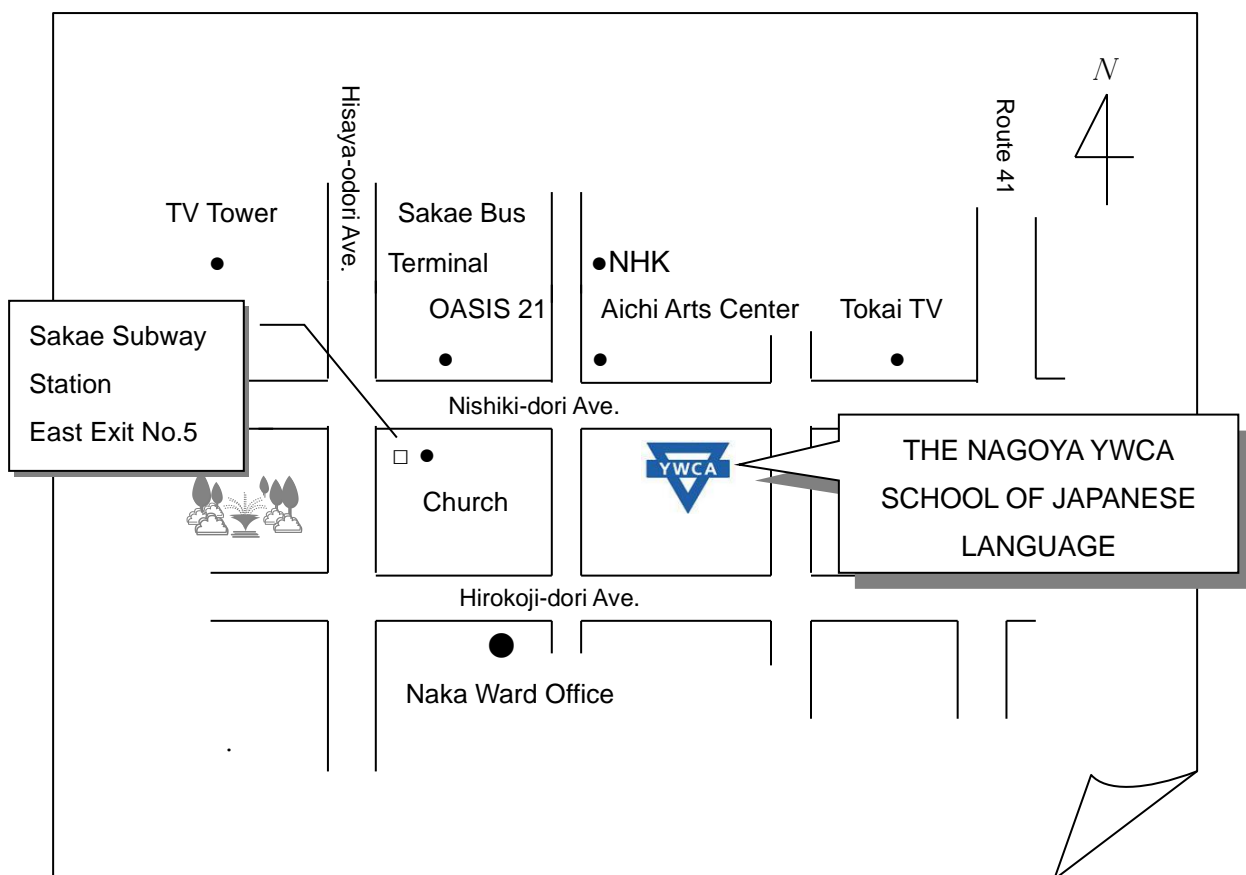 N
Hisaya-odori Ave.
Route 41
TV Tower
Sakae Bus
Terminal
OASIS 21
NHK
Aichi Arts Center
Tokai TV
Sakae Subway
Station
East Exit No.5
Nishiki-dori Ave.
Church
YWCA
THE NAGOYA YWCA
SCHOOL OF JAPANESE
LANGUAGE
Hirokoji-dori Ave.
Naka Ward Office